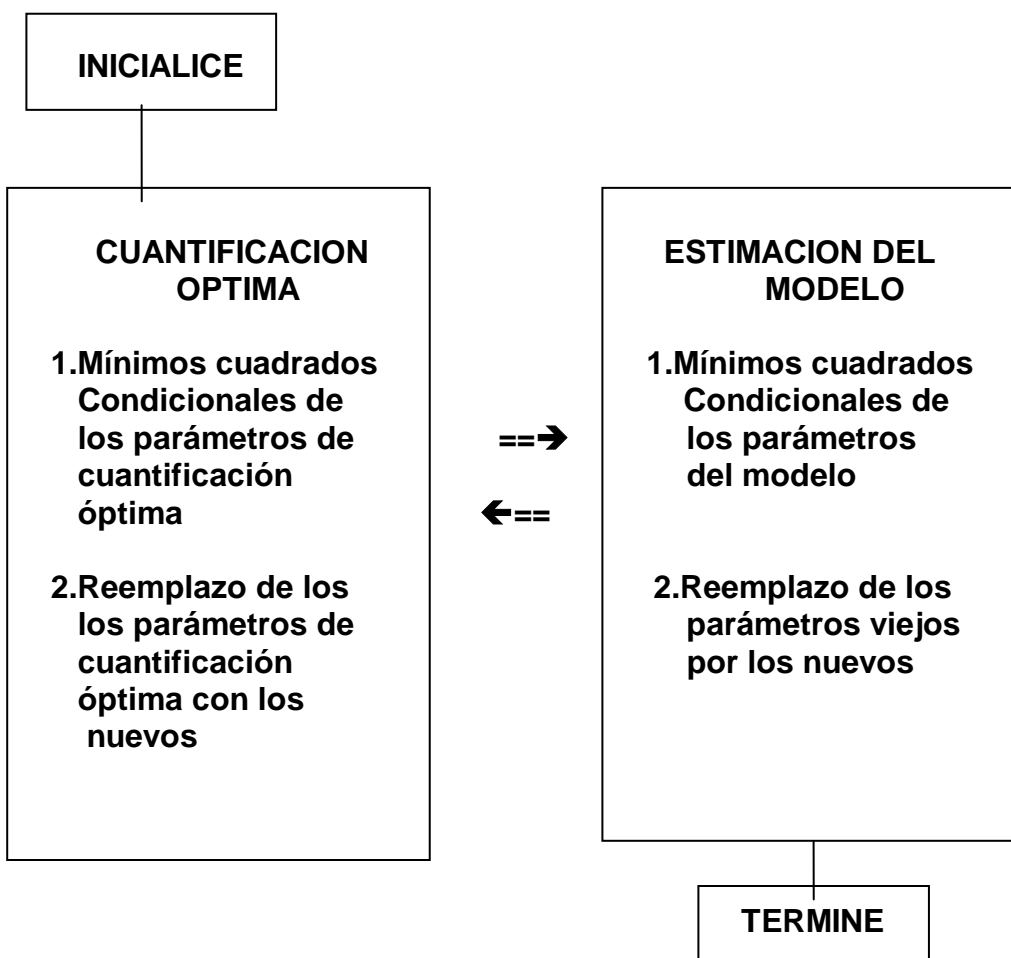 INICIALICE
CUANTIFICACION
OPTIMA
1.Mínimos cuadrados
Condicionales de
los parámetros de
cuantificación
óptima
2.Reemplazo de los
los parámetros de
cuantificación
óptima con los
nuevos
==➔
🡸==
ESTIMACION DEL
MODELO
1.Mínimos cuadrados
Condicionales de
los parámetros
del modelo
2.Reemplazo de los
parámetros viejos
por los nuevos
TERMINE